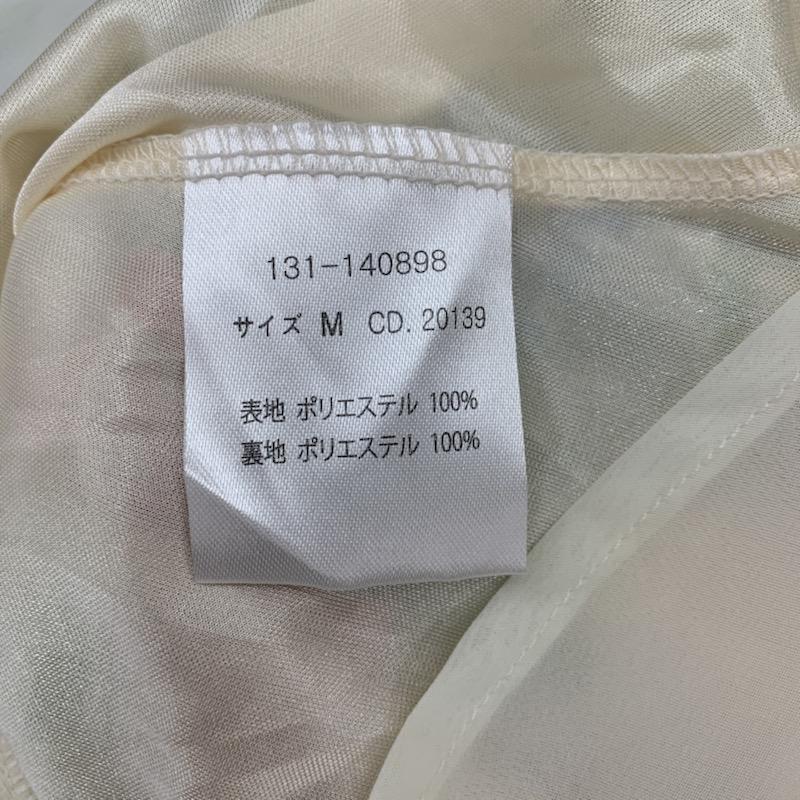 131-140898
サイズ M CD. 20139
表地 ポリエステル 100%
裏地 ポリエステル 100%